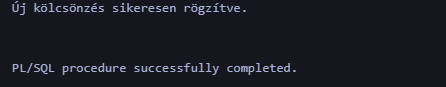 Új kölcsönzés sikeresen rögzítve.
PL/SQL procedure successfully completed.